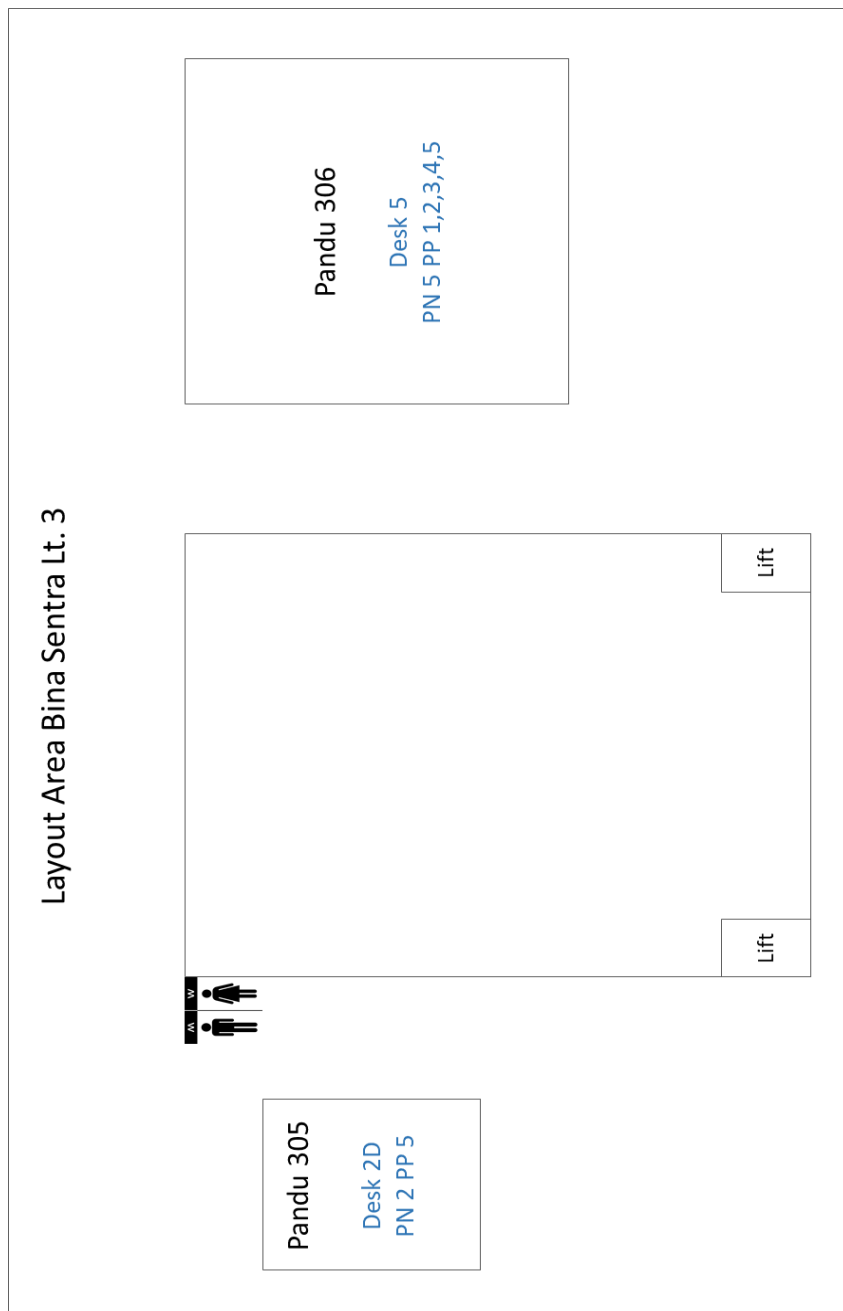 Layout Area Bina Sentra Lt. 3
Pandu 305
Desk 2D
PN 2 PP 5
Lift
Lift
Pandu 306
Desk 5
PN 5 PP 1,2,3,4,5